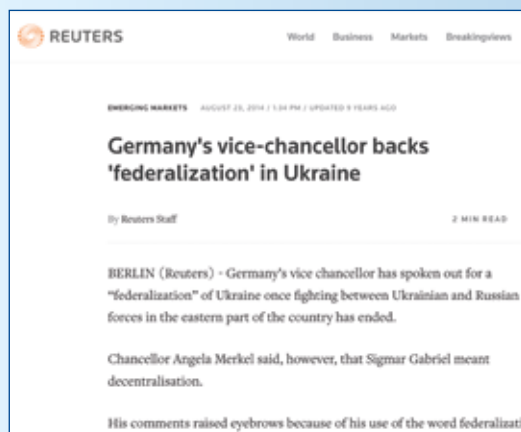 REUTERS World Business Markets Breakingviews
EMERGING MARKETS AUGUST 23, 2014 / 1:34 PM / UPDATED 9 YEARS AGO
Germany's vice-chancellor backs
'federalization' in Ukraine
By Reuters Staff 2 MIN READ
BERLIN (Reuters) - Germany's vice chancellor has spoken out for a
“federalization” of Ukraine once fighting between Ukrainian and Russian
forces in the eastern part of the country has ended.
Chancellor Angela Merkel said, however, that Sigmar Gabriel meant
decentralisation.
His comments raised eyebrows because of his use of the word federalizati